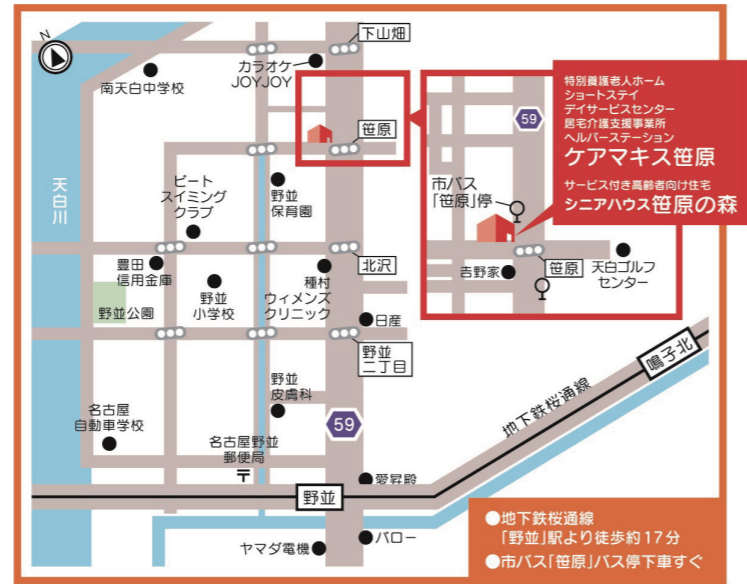 N
下山畑
カラオケ
JOYJOY
南天白中学校
笹原
天白川
ビート
スイミング
クラブ
野並
保育園
北沢
豊田
信用金庫
野並
小学校
種村
ウィメンズ
クリニック
野並公園
日産
野並
二丁目
野並
皮膚科
名古屋
自動車学校
59
名古屋野並
郵便局
〒
愛昇殿
野並
ヤマダ電機
バロー
地下鉄桜通線
鳴子北
59
市バス
「笹原」停
吉野家
笹原
天白ゴルフ
センター
特別養護老人ホーム
ショートステイ
デイサービスセンター
居宅介護支援事業所
ヘルパーステーション
ケアマキス笹原
サービス付き高齢者向け住宅
シニアハウス笹原の森
●地下鉄桜通線
「野並」駅より徒歩約17分
●市バス「笹原」バス停下車すぐ